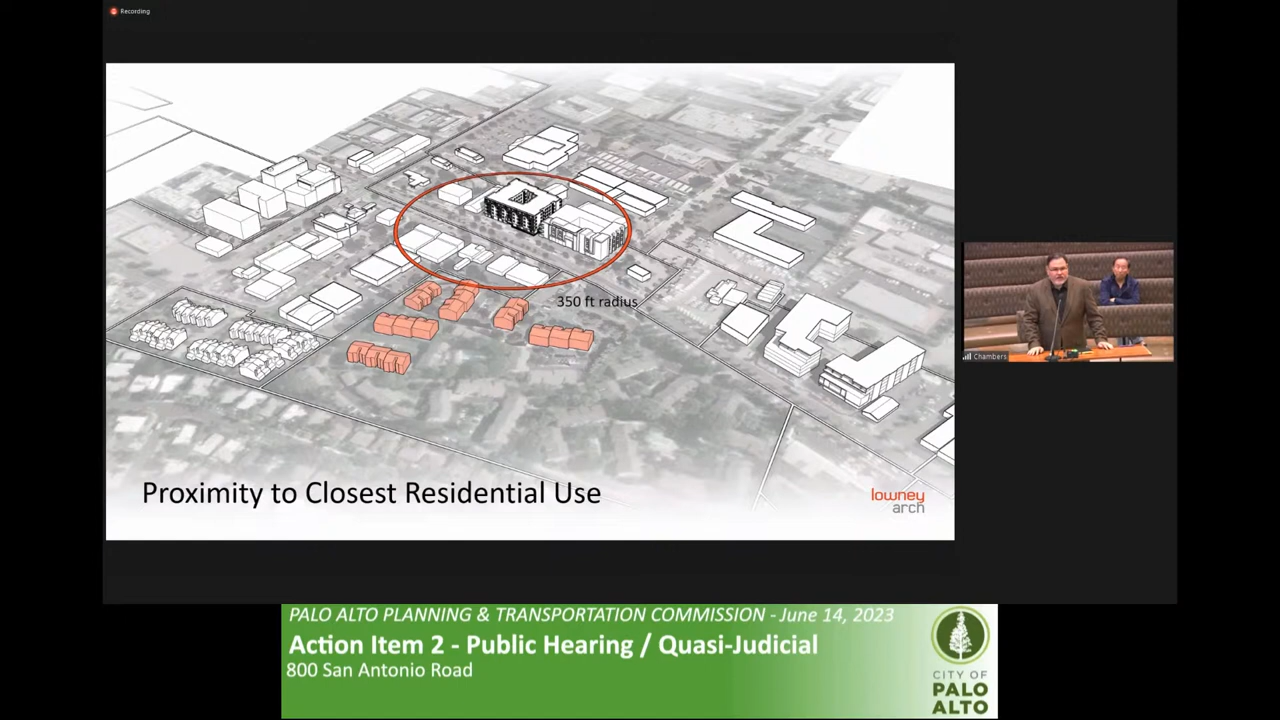 Recording
350 ft radius
Chambers
Proximity to Closest Residential Use
lowney
arch
PALO ALTO PLANNING & TRANSPORTATION COMMISSION - June 14, 2023
Action Item 2 - Public Hearing / Quasi-Judicial
800 San Antonio Road
CITY OF
PALO
ALTO